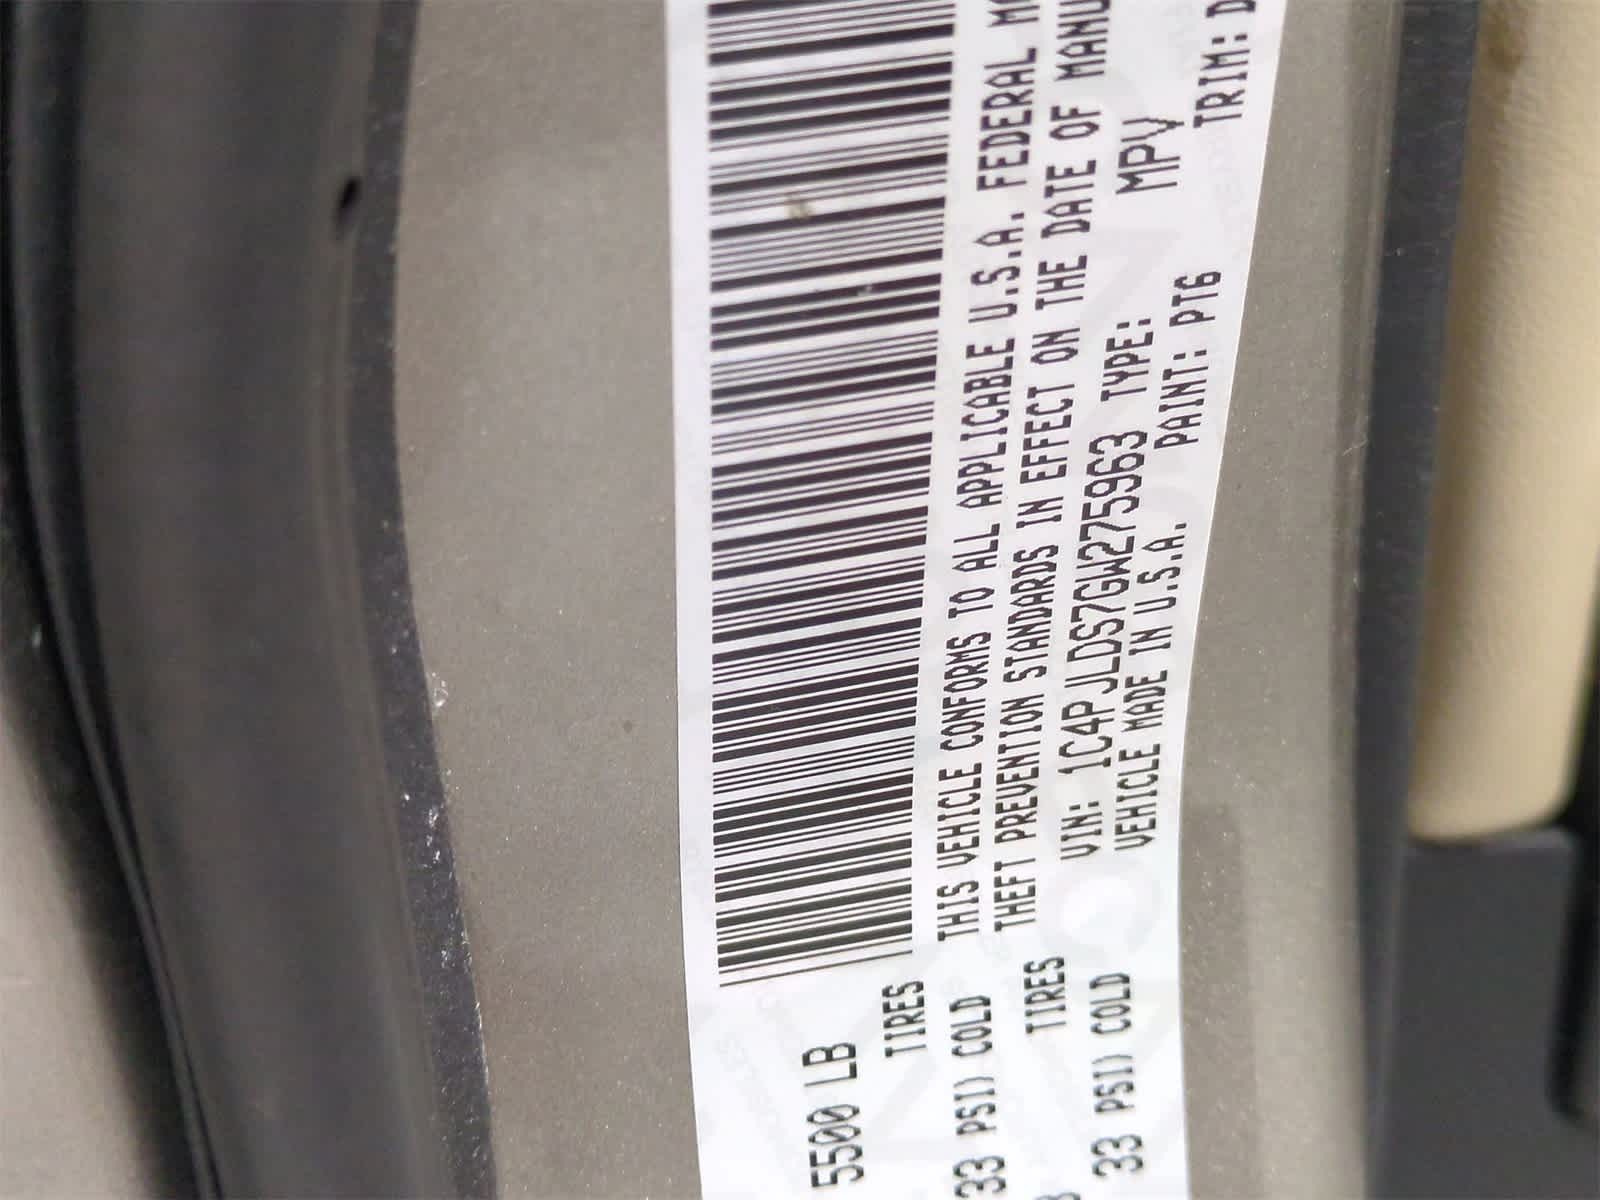 5500 LB
TIRES
33 PSI) COLD
TIRES
33 PSI) COLD
THIS VEHICLE CONFORMS TO ALL APPLICABLE U.S.A. FEDERAL
THEFT PREVENTION STANDARDS IN EFFECT ON THE DATE OF MANU
VIN: 1C4PJLDS7GW275963 TYPE: MPV
VEHICLE MADE IN U.S.A. PAINT: PTG TRIM: D